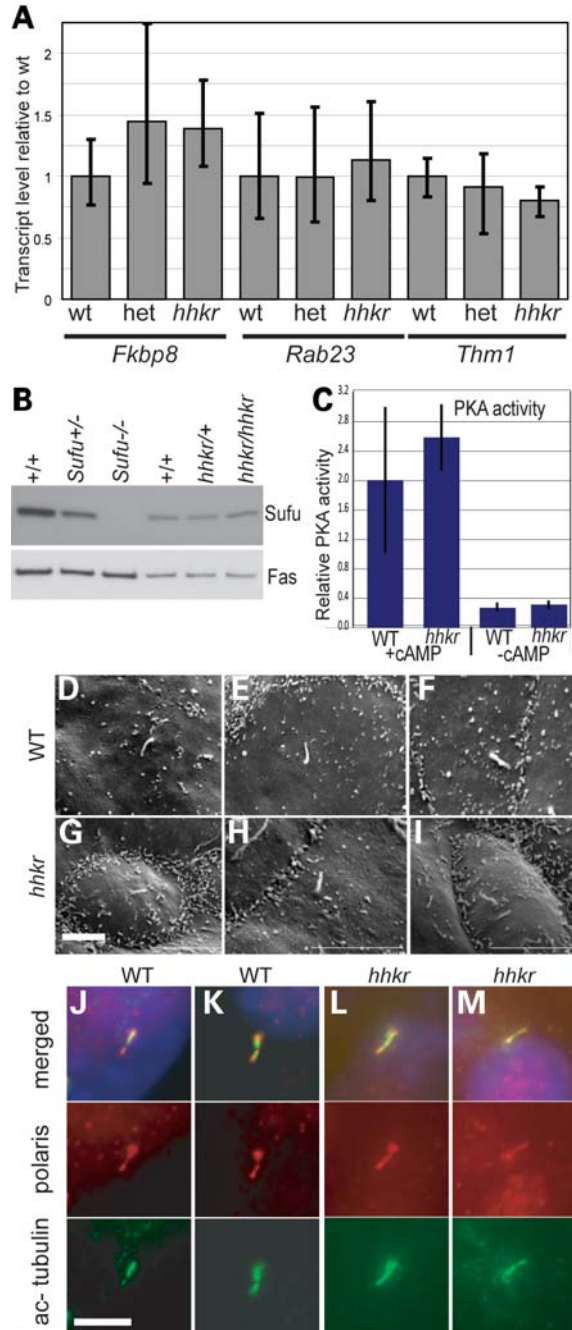 A
Transcript level relative to wt
2
1.5
1
0.5
0
wt het hhkr wt het hhkr wt het hhkr
Fkbp8 Rab23 Thm1
B
+/+ Sufu+/- Sufu-/- +/+ hhkr/+ hhkr/hhkr
Sufu
Fas
C
PKA activity
Relative PKA activity
3.2
2.8
2.4
2.0
1.6
1.2
0.8
0.4
0.0
WT hhkr WT hhkr
+cAMP -cAMP
D E F
WT
G H I
hhkr
WT WT hhkr hhkr
J K L M
merged
polaris
ac- tubulin